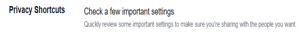 Privacy Shortcuts
Check a few important settings
Quickly review some important settings to make sure you're sharing with the people you want